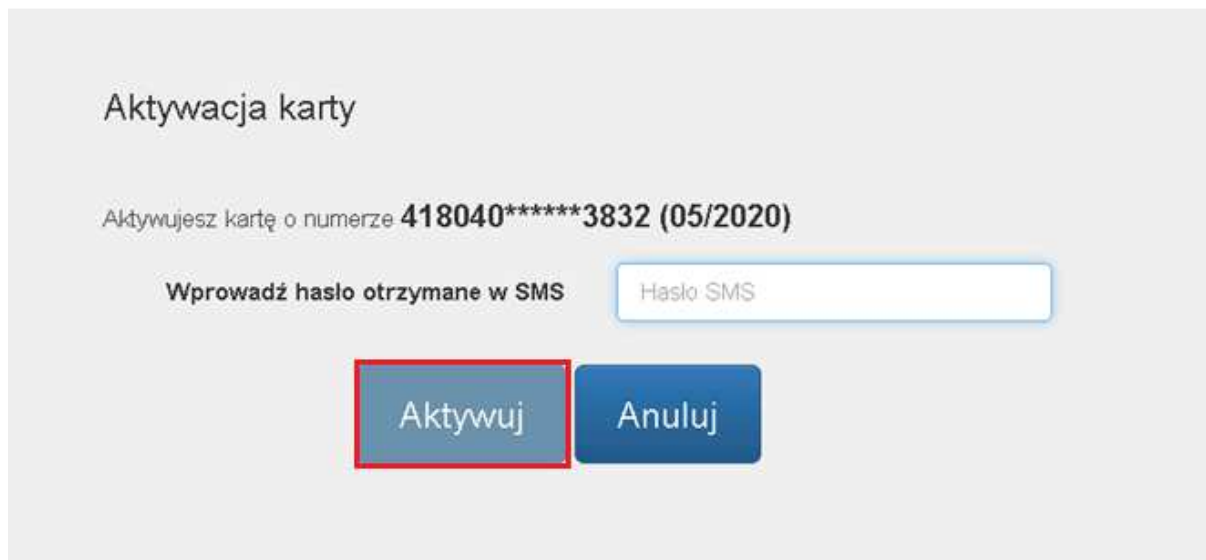 Aktywacja karty
Aktywujesz kartę o numerze 418040******3832 (05/2020)
Wprowadź hasło otrzymane w SMS Hasło SMS
Aktywuj Anuluj